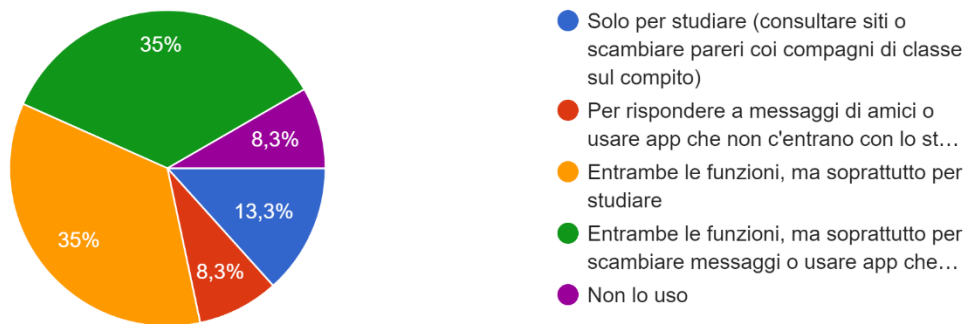 35%
8,3%
13,3%
35%
8,3%
Solo per studiare (consultare siti o
scambiare pareri coi compagni di classe
sul compito)
Per rispondere a messaggi di amici o
usare app che non c'entrano con lo st…
Entrambe le funzioni, ma soprattutto per
studiare
Entrambe le funzioni, ma soprattutto per
scambiare messaggi o usare app che…
Non lo uso